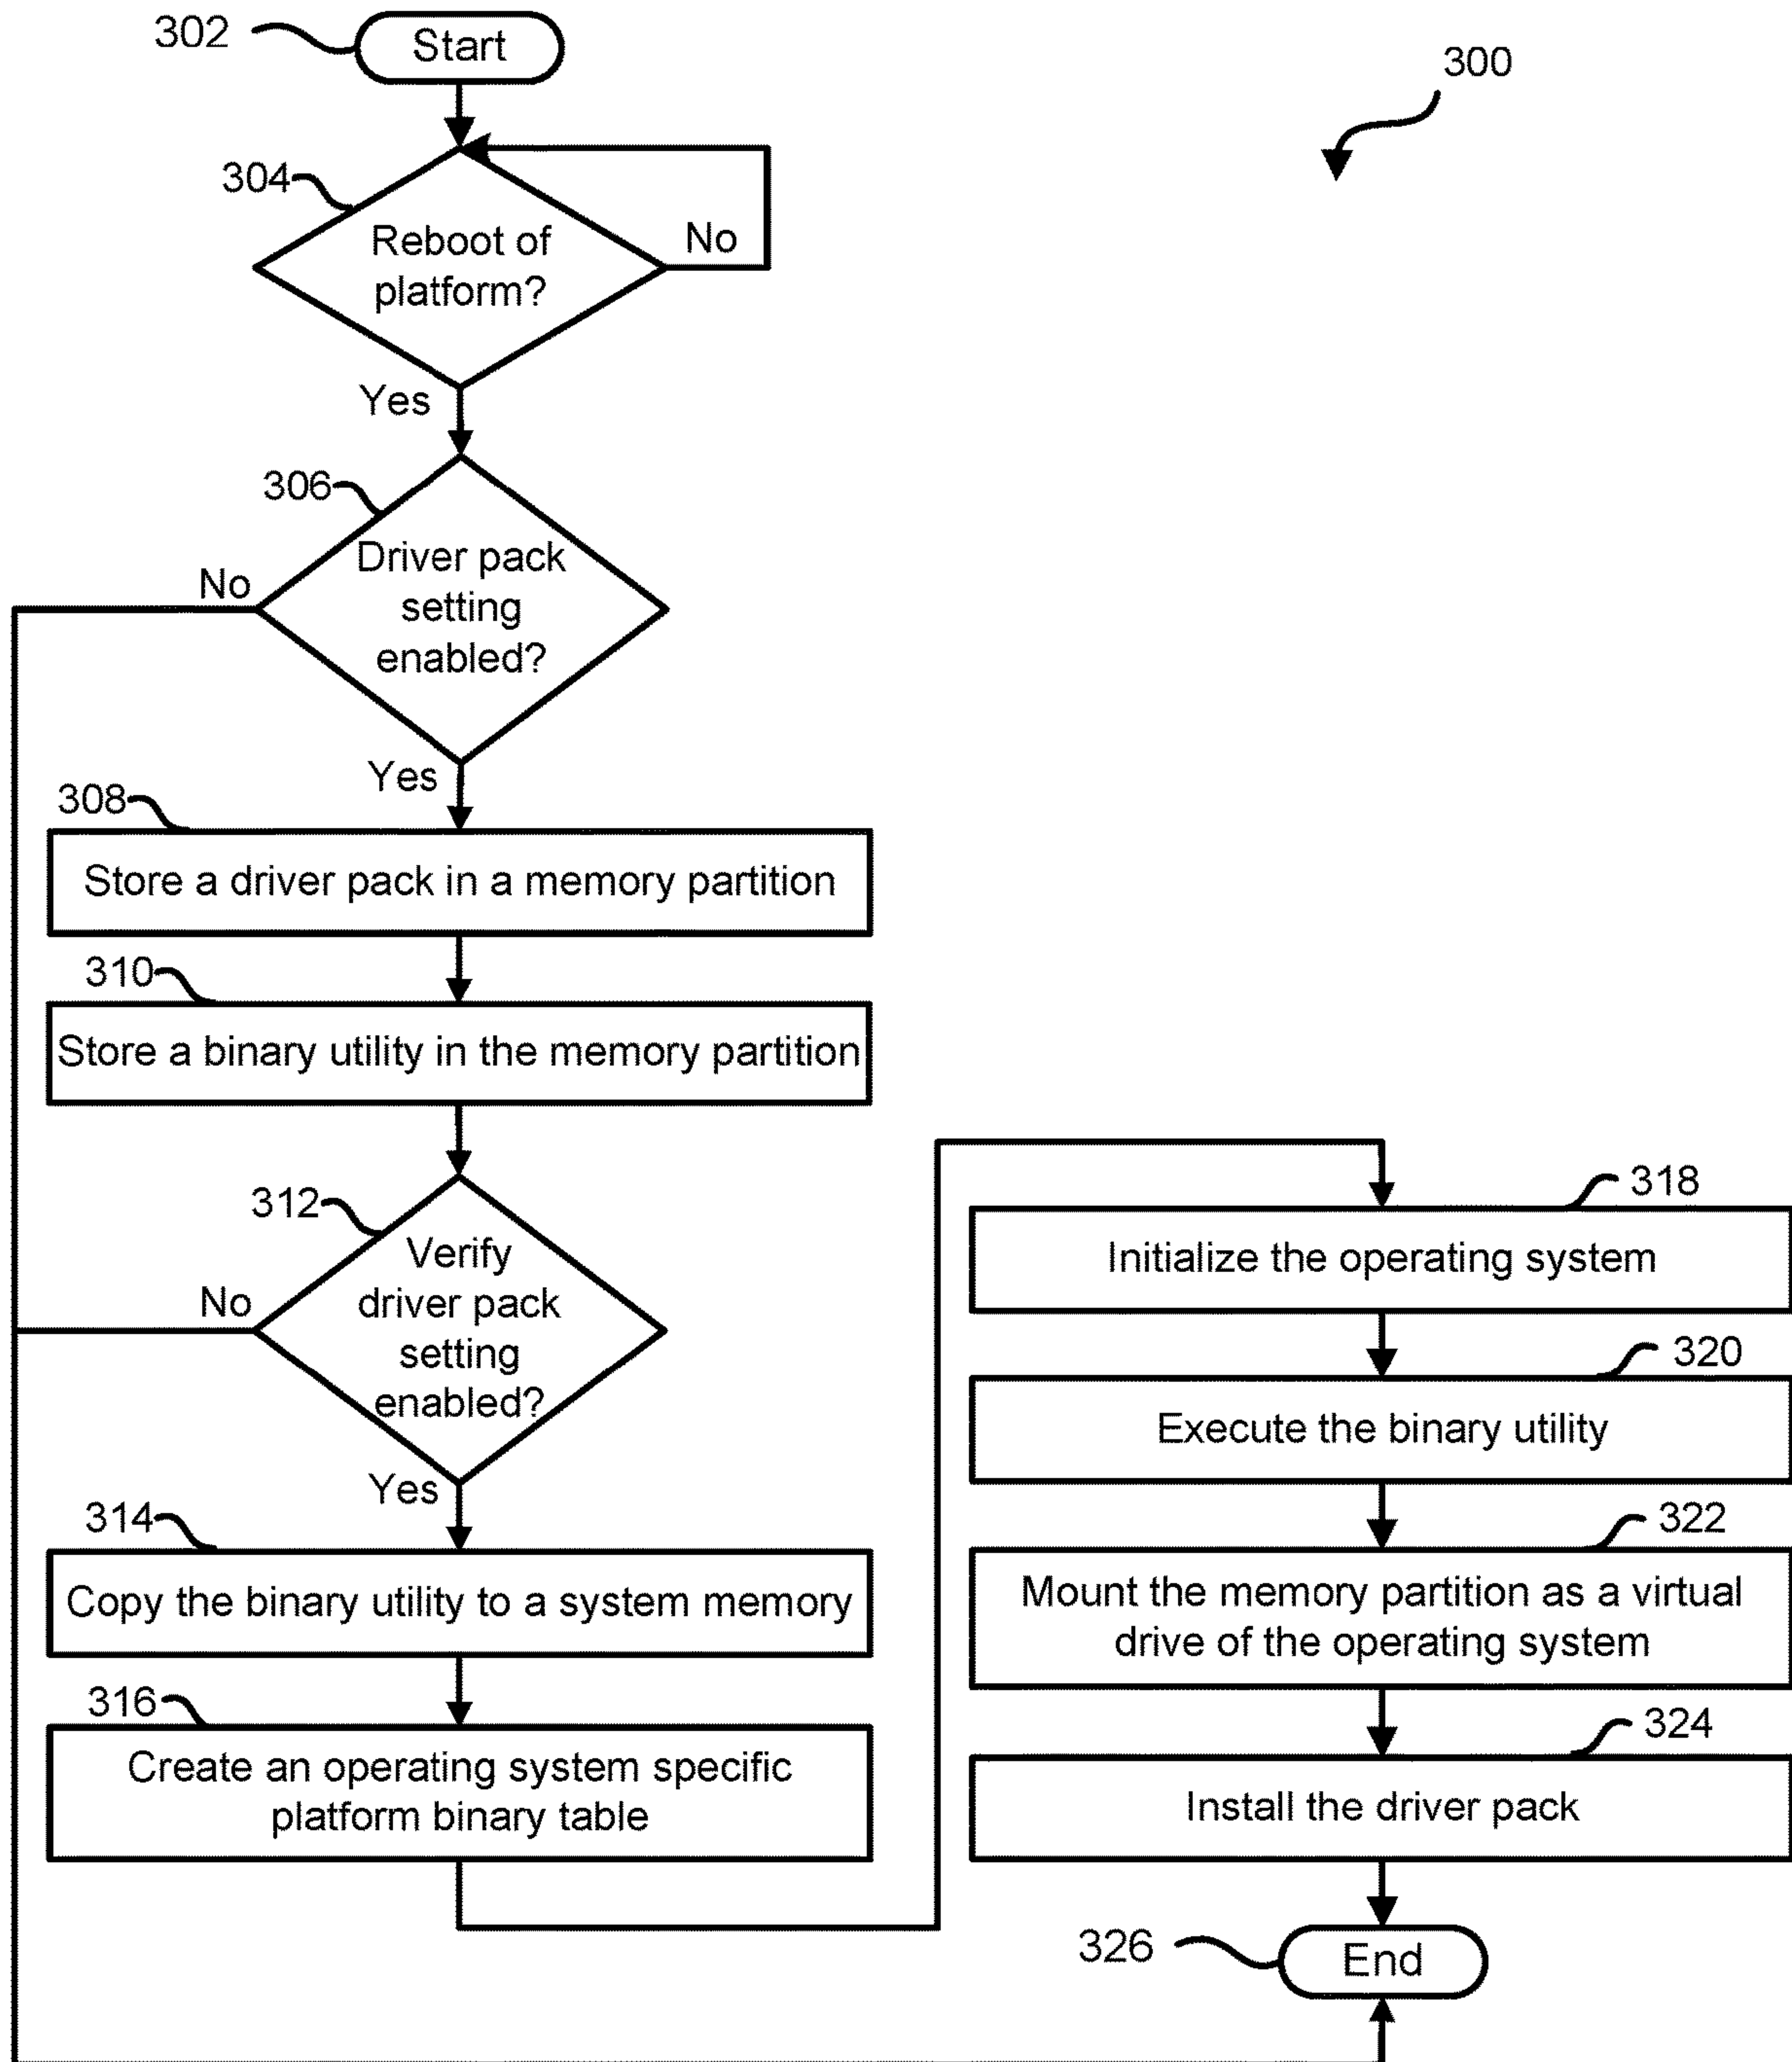 302
Start
300
304
Reboot of
platform?
No
Yes
306
Driver pack
setting
enabled?
No
Yes
308
Store a driver pack in a memory partition
310
Store a binary utility in the memory partition
312
Verify
driver pack
setting
enabled?
No
Yes
314
Copy the binary utility to a system memory
316
Create an operating system specific
platform binary table
318
Initialize the operating system
320
Execute the binary utility
322
Mount the memory partition as a virtual
drive of the operating system
324
Install the driver pack
326
End